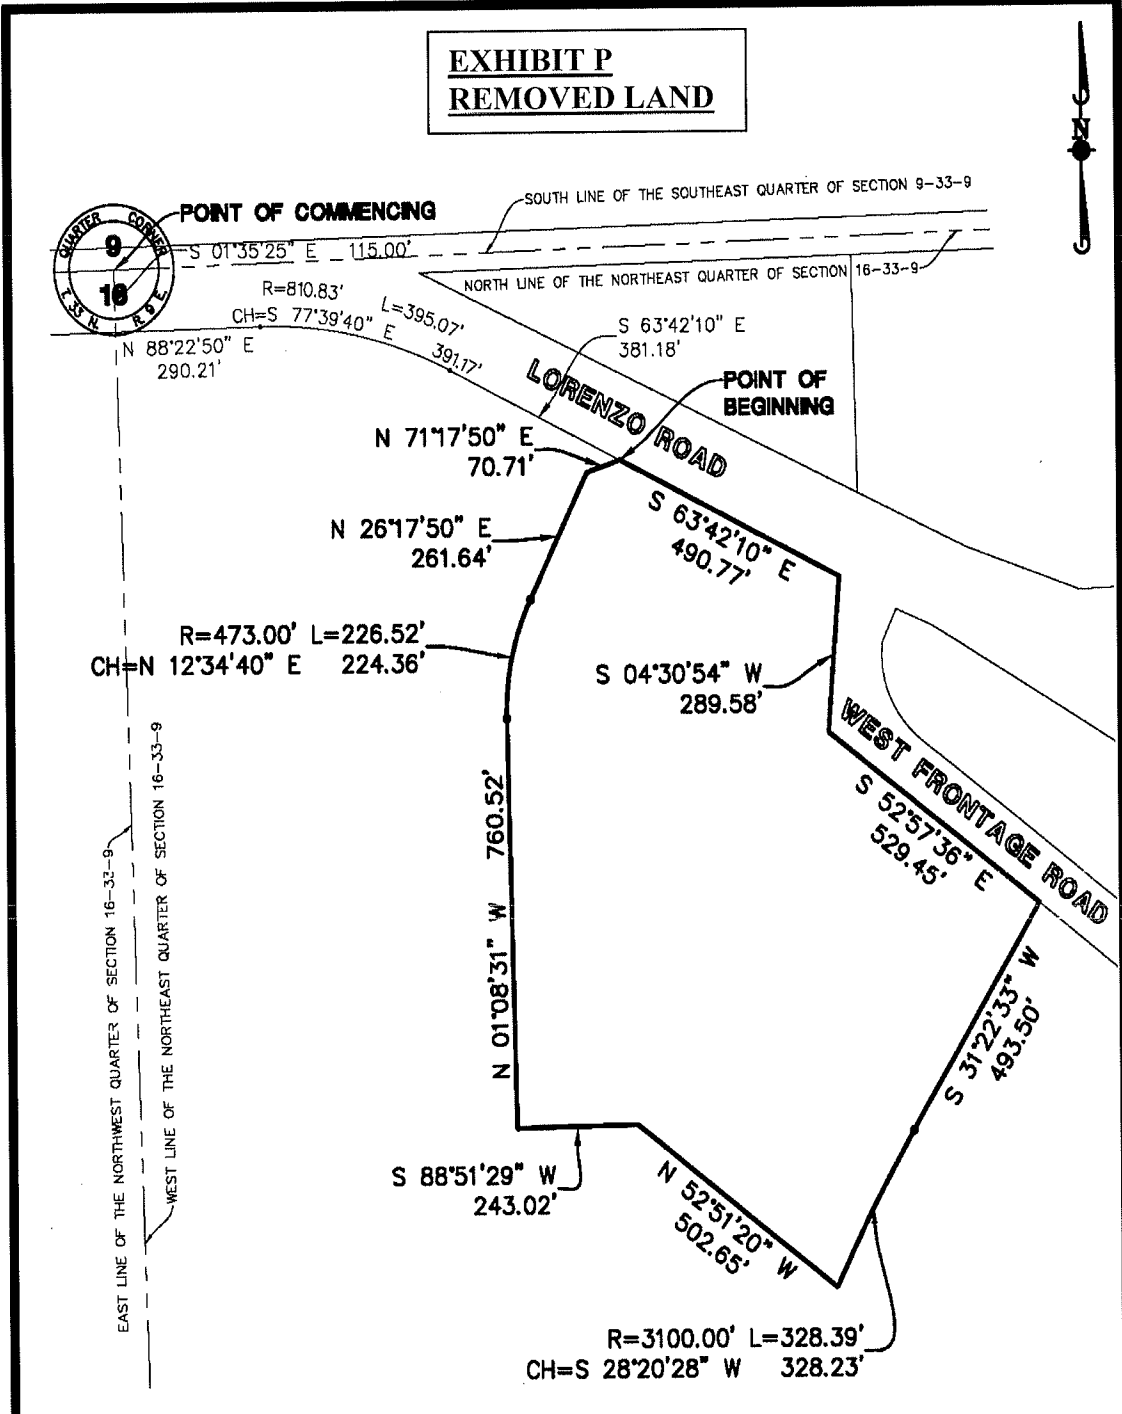 EXHIBIT P
REMOVED LAND
N
SOUTH LINE OF THE SOUTHEAST QUARTER OF SECTION 9-33-9
POINT OF COMMENCING
QUARTER CORNER
9
16
T. 33 N. R 9 E.
S 01°35'25" E 115.00'
NORTH LINE OF THE NORTHEAST QUARTER OF SECTION 16-33-9
R=810.83' L=395.07'
CH=S 77°39'40" E 391.17'
N 88°22'50" E
290.21'
S 63°42'10" E
381.18'
LORENZO ROAD
POINT OF
BEGINNING
N 71°17'50" E
70.71'
S 63°42'10" E
490.77'
N 26°17'50" E
261.64'
R=473.00' L=226.52'
CH=N 12°34'40" E 224.36'
S 04°30'54" W
289.58'
WEST FRONTAGE ROAD
S 52°57'36" E
529.45'
N 01°08'31" W 760.52'
EAST LINE OF THE NORTHWEST QUARTER OF SECTION 16-33-9
WEST LINE OF THE NORTHEAST QUARTER OF SECTION 16-33-9
S 31°22'33" W
493.50'
S 88°51'29" W
243.02'
N 52°51'20" W
502.65'
R=3100.00' L=328.39'
CH=S 28°20'28" W 328.23'